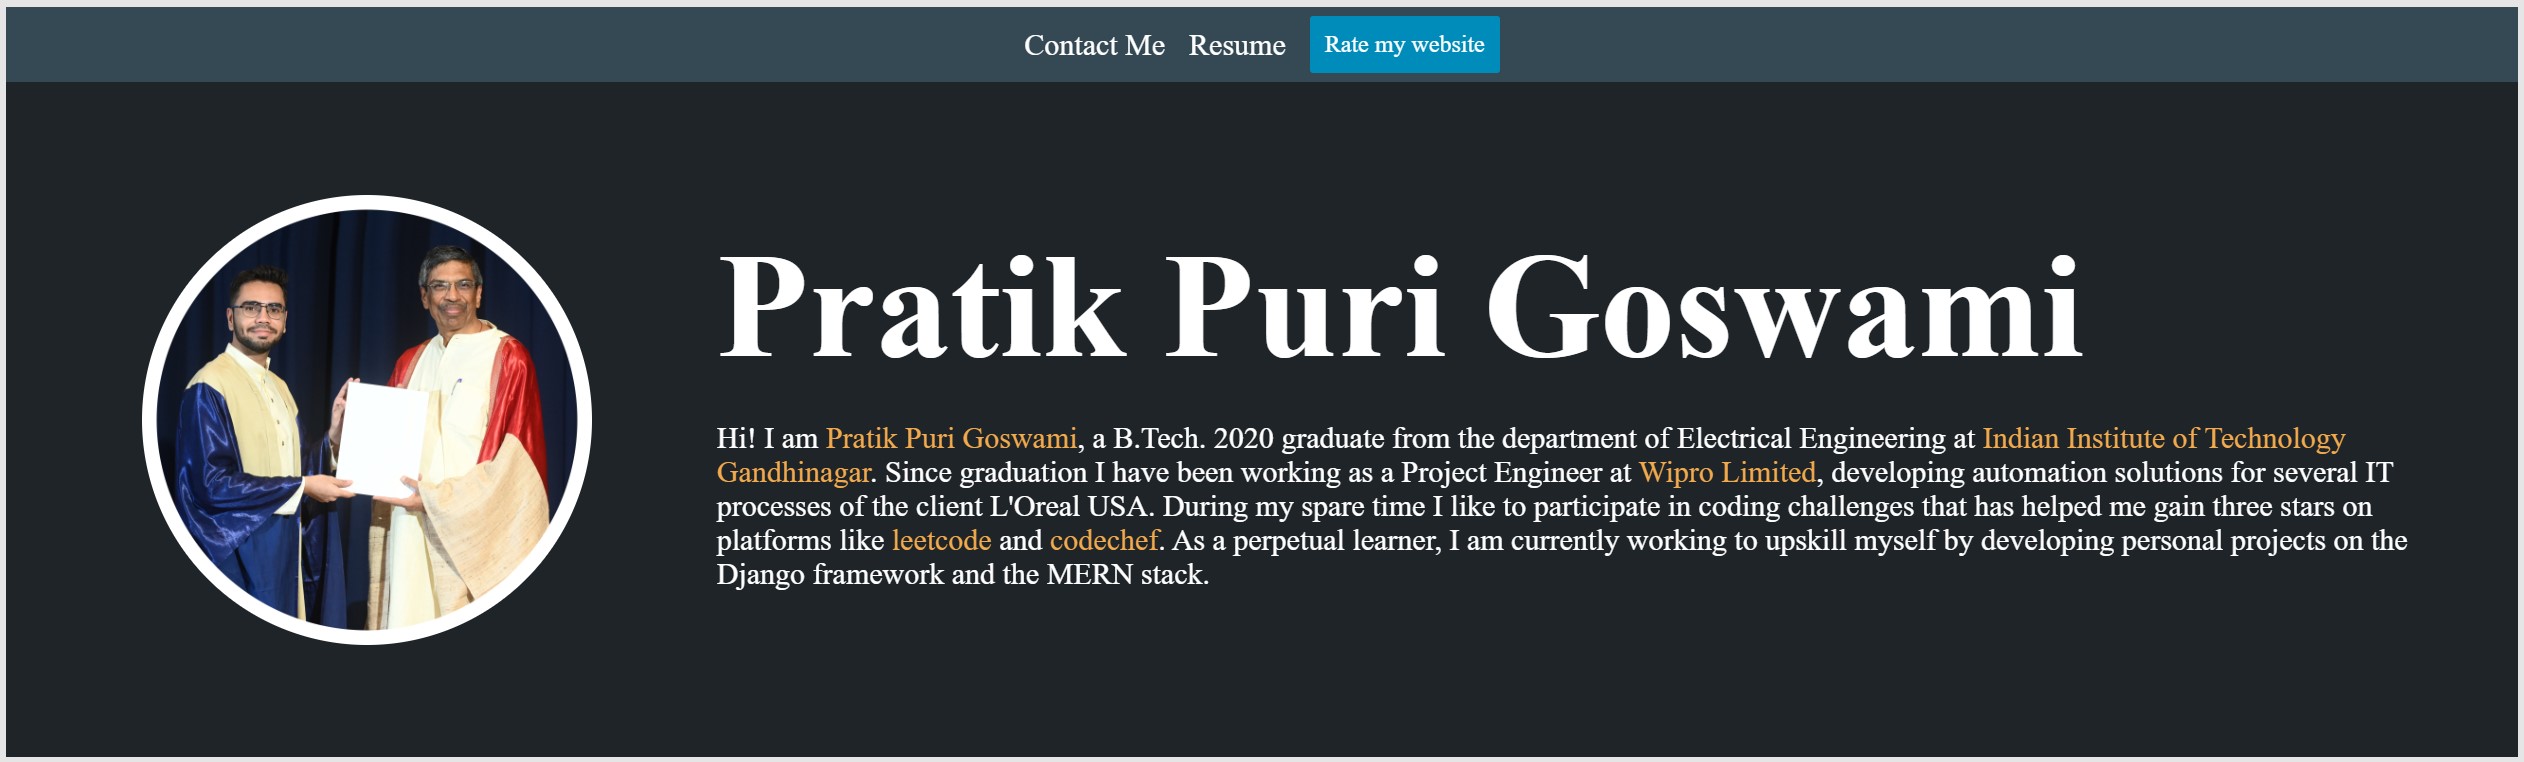 Contact Me Resume Rate my website
Pratik Puri Goswami
Hi! I am Pratik Puri Goswami, a B.Tech. 2020 graduate from the department of Electrical Engineering at Indian Institute of Technology
Gandhinagar. Since graduation I have been working as a Project Engineer at Wipro Limited, developing automation solutions for several IT
processes of the client L'Oreal USA. During my spare time I like to participate in coding challenges that has helped me gain three stars on
platforms like leetcode and codechef. As a perpetual learner, I am currently working to upskill myself by developing personal projects on the
Django framework and the MERN stack.